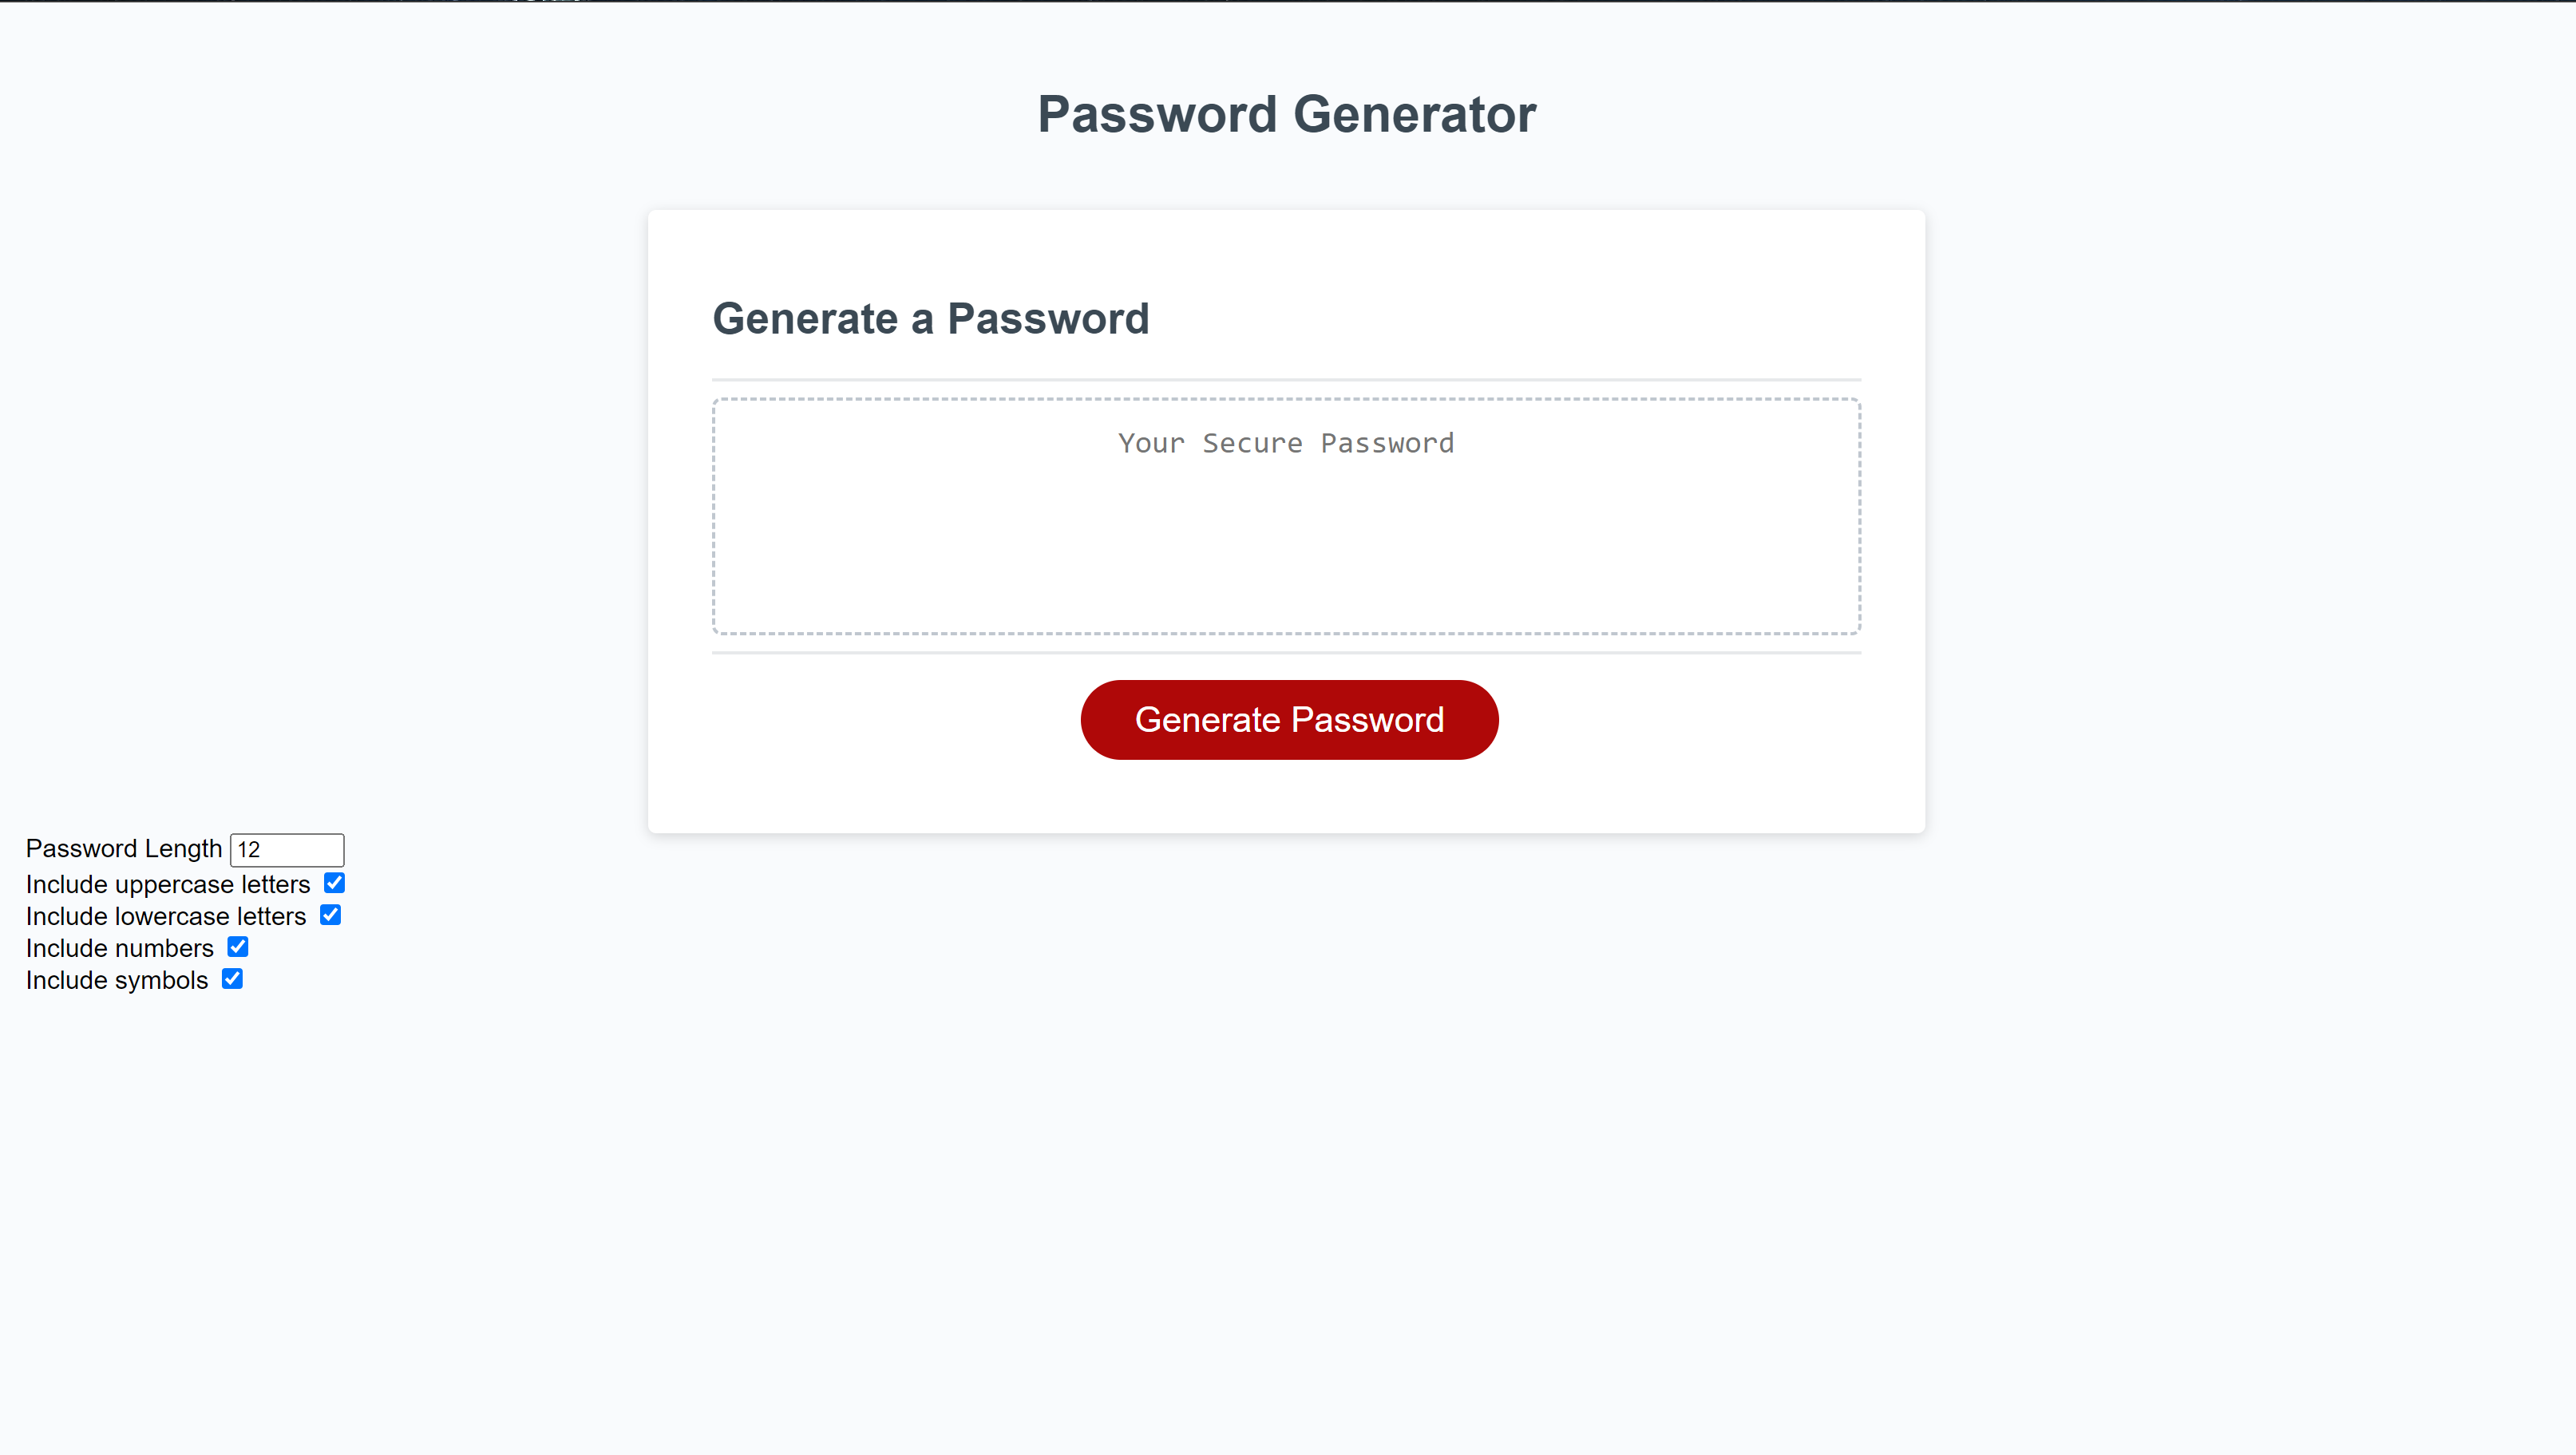 Password Generator
Generate a Password
Your Secure Password
Generate Password
Password Length 12
Include uppercase letters
Include lowercase letters
Include numbers
Include symbols